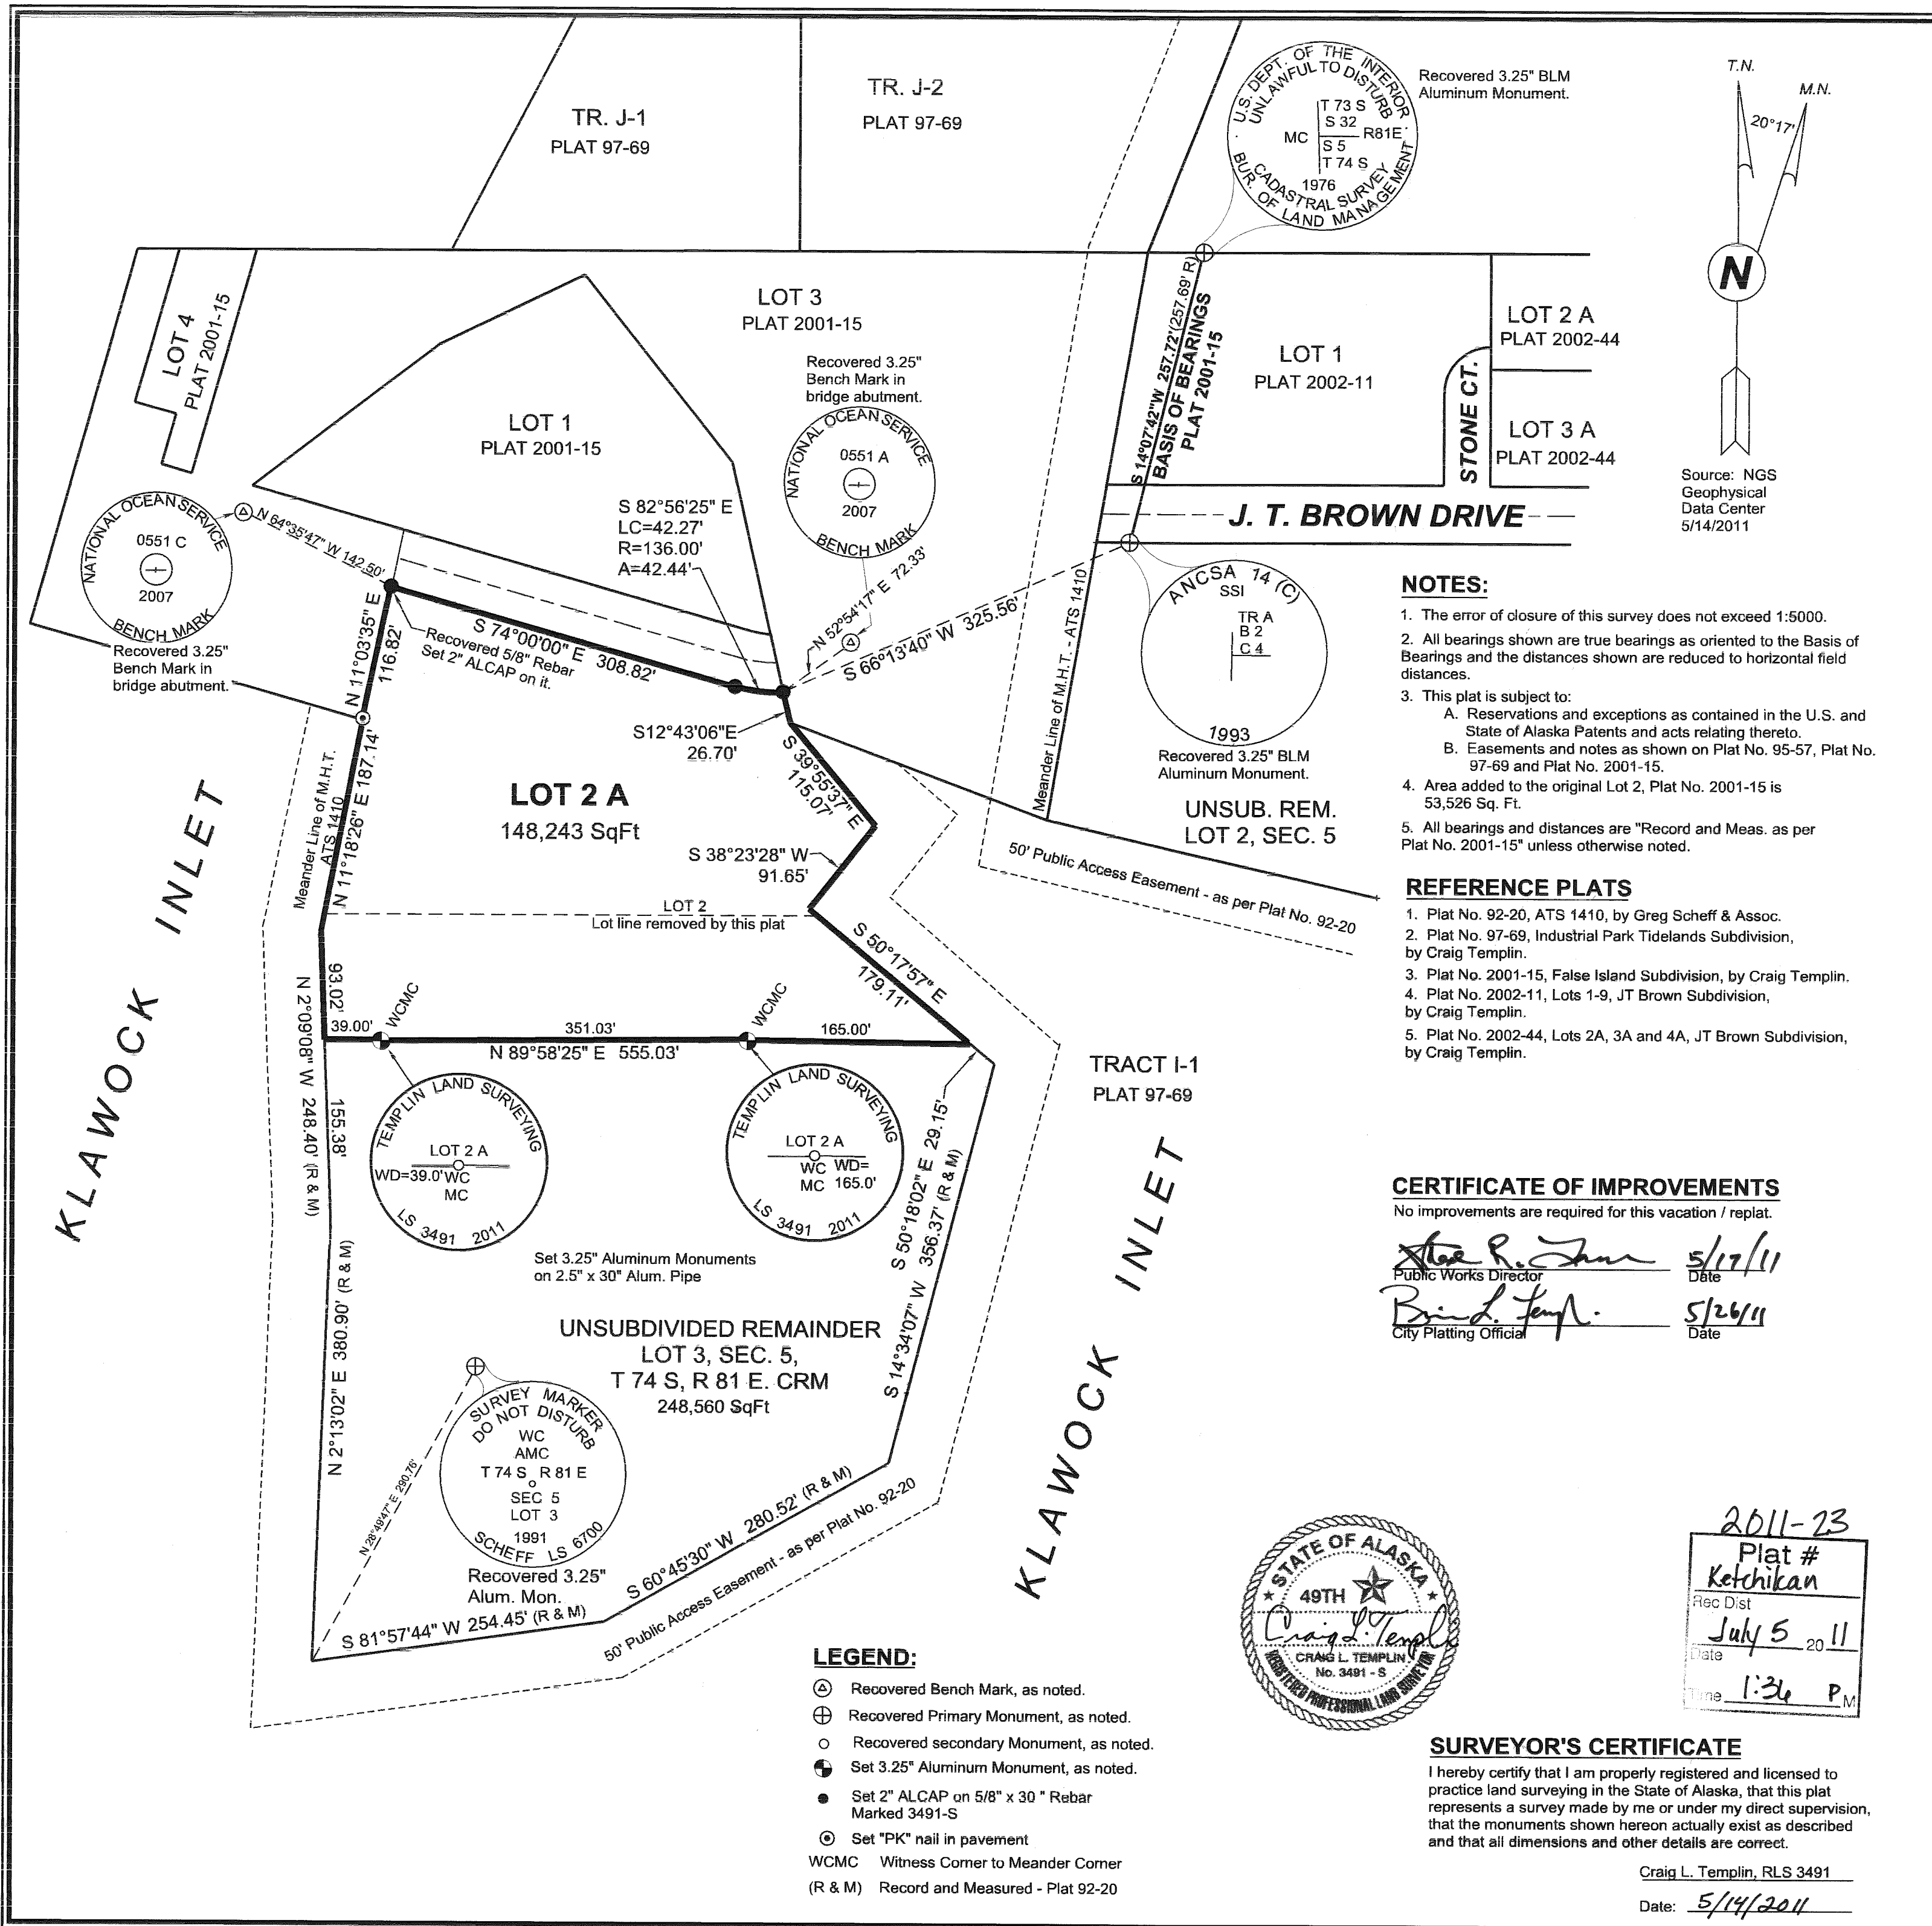 TR. J-1
PLAT 97-69
TR. J-2
PLAT 97-69
U.S. DEPT. OF THE INTERIOR
UNLAWFUL TO DISTURB
T 73 S
S 32
MC
R81E
S 5
T 74 S
1976
CADASTRAL SURVEY
BUR. OF LAND MANAGEMENT
Recovered 3.25" BLM
Aluminum Monument.
T.N.
M.N.
20°17'
N
Source: NGS
Geophysical
Data Center
5/14/2011
LOT 4
PLAT 2001-15
LOT 3
PLAT 2001-15
LOT 1
PLAT 2001-15
Recovered 3.25"
Bench Mark in
bridge abutment.
NATIONAL OCEAN SERVICE
0551 A
2007
BENCH MARK
S 14°07'42"W 257.72'(257.69' R)
BASIS OF BEARINGS
PLAT 2001-15
LOT 1
PLAT 2002-11
LOT 2 A
PLAT 2002-44
STONE CT.
LOT 3 A
PLAT 2002-44
J. T. BROWN DRIVE
NATIONAL OCEAN SERVICE
0551 C
2007
BENCH MARK
Recovered 3.25"
Bench Mark in
bridge abutment.
N 64°35'47" W 142.50'
S 82°56'25" E
LC=42.27'
R=136.00'
A=42.44'
N 52°54'17" E 72.33'
S 66°13'40" W 325.56'
Meander Line of M.H.T. - ATS 1410
ANCSA 14 (C)
SSI
TR A
B 2
C 4
1993
Recovered 3.25" BLM
Aluminum Monument.
N 11°03'35" E
116.82'
S 74°00'00" E 308.82'
Recovered 5/8" Rebar
Set 2" ALCAP on it.
S12°43'06"E
26.70'
S 39°55'37" E
115.07'
LOT 2 A
148,243 SqFt
S 38°23'28" W
91.65'
Meander Line of M.H.T.
ATS 1410
N 11°18'26" E 187.14'
LOT 2
Lot line removed by this plat
UNSUB. REM.
LOT 2, SEC. 5
50' Public Access Easement - as per Plat No. 92-20
S 50°17'57" E
179.11'
KLAWOCK INLET
93.02'
N 2°09'08" W 248.40' (R & M)
155.38'
39.00'
WCMC
351.03'
WCMC
165.00'
N 89°58'25" E 555.03'
TEMPLIN LAND SURVEYING
LOT 2 A
WD=39.0' WC
MC
LS 3491 2011
TEMPLIN LAND SURVEYING
LOT 2 A
WC WD=
MC 165.0'
LS 3491 2011
Set 3.25" Aluminum Monuments
on 2.5" x 30" Alum. Pipe
S 50°18'02" E 29.15'
S 14°34'07" W 356.37' (R & M)
TRACT I-1
PLAT 97-69
KLAWOCK INLET
UNSUBDIVIDED REMAINDER
LOT 3, SEC. 5,
T 74 S, R 81 E. CRM
248,560 SqFt
N 2°13'02" E 380.90' (R & M)
N 28°49'47" E 290.76'
SURVEY MARKER
DO NOT DISTURB
WC
AMC
T 74 S R 81 E
SEC 5
LOT 3
1991
SCHEFF LS 6700
Recovered 3.25"
Alum. Mon.
S 81°57'44" W 254.45' (R & M)
S 60°45'30" W 280.52' (R & M)
50' Public Access Easement - as per Plat No. 92-20
NOTES:
1. The error of closure of this survey does not exceed 1:5000.
2. All bearings shown are true bearings as oriented to the Basis of
Bearings and the distances shown are reduced to horizontal field
distances.
3. This plat is subject to:
A. Reservations and exceptions as contained in the U.S. and
State of Alaska Patents and acts relating thereto.
B. Easements and notes as shown on Plat No. 95-57, Plat No.
97-69 and Plat No. 2001-15.
4. Area added to the original Lot 2, Plat No. 2001-15 is
53,526 Sq. Ft.
5. All bearings and distances are "Record and Meas. as per
Plat No. 2001-15" unless otherwise noted.
REFERENCE PLATS
1. Plat No. 92-20, ATS 1410, by Greg Scheff & Assoc.
2. Plat No. 97-69, Industrial Park Tidelands Subdivision,
by Craig Templin.
3. Plat No. 2001-15, False Island Subdivision, by Craig Templin.
4. Plat No. 2002-11, Lots 1-9, JT Brown Subdivision,
by Craig Templin.
5. Plat No. 2002-44, Lots 2A, 3A and 4A, JT Brown Subdivision,
by Craig Templin.
CERTIFICATE OF IMPROVEMENTS
No improvements are required for this vacation / replat.
5/17/11
Public Works Director
Date
5/26/11
City Platting Official
Date
LEGEND:
Recovered Bench Mark, as noted.
Recovered Primary Monument, as noted.
Recovered secondary Monument, as noted.
Set 3.25" Aluminum Monument, as noted.
Set 2" ALCAP on 5/8" x 30 " Rebar
Marked 3491-S
Set "PK" nail in pavement
WCMC Witness Corner to Meander Corner
(R & M) Record and Measured - Plat 92-20
STATE OF ALASKA
49TH
Craig L. Templ
CRAIG L. TEMPLIN
No. 3491 - S
REGISTERED PROFESSIONAL LAND SURVEYOR
2011-23
Plat #
Ketchikan
Rec Dist
July 5 2011
Date
Time 1:36 P M
SURVEYOR'S CERTIFICATE
I hereby certify that I am properly registered and licensed to
practice land surveying in the State of Alaska, that this plat
represents a survey made by me or under my direct supervision,
that the monuments shown hereon actually exist as described
and that all dimensions and other details are correct.
Craig L. Templin, RLS 3491
Date: 5/14/2011